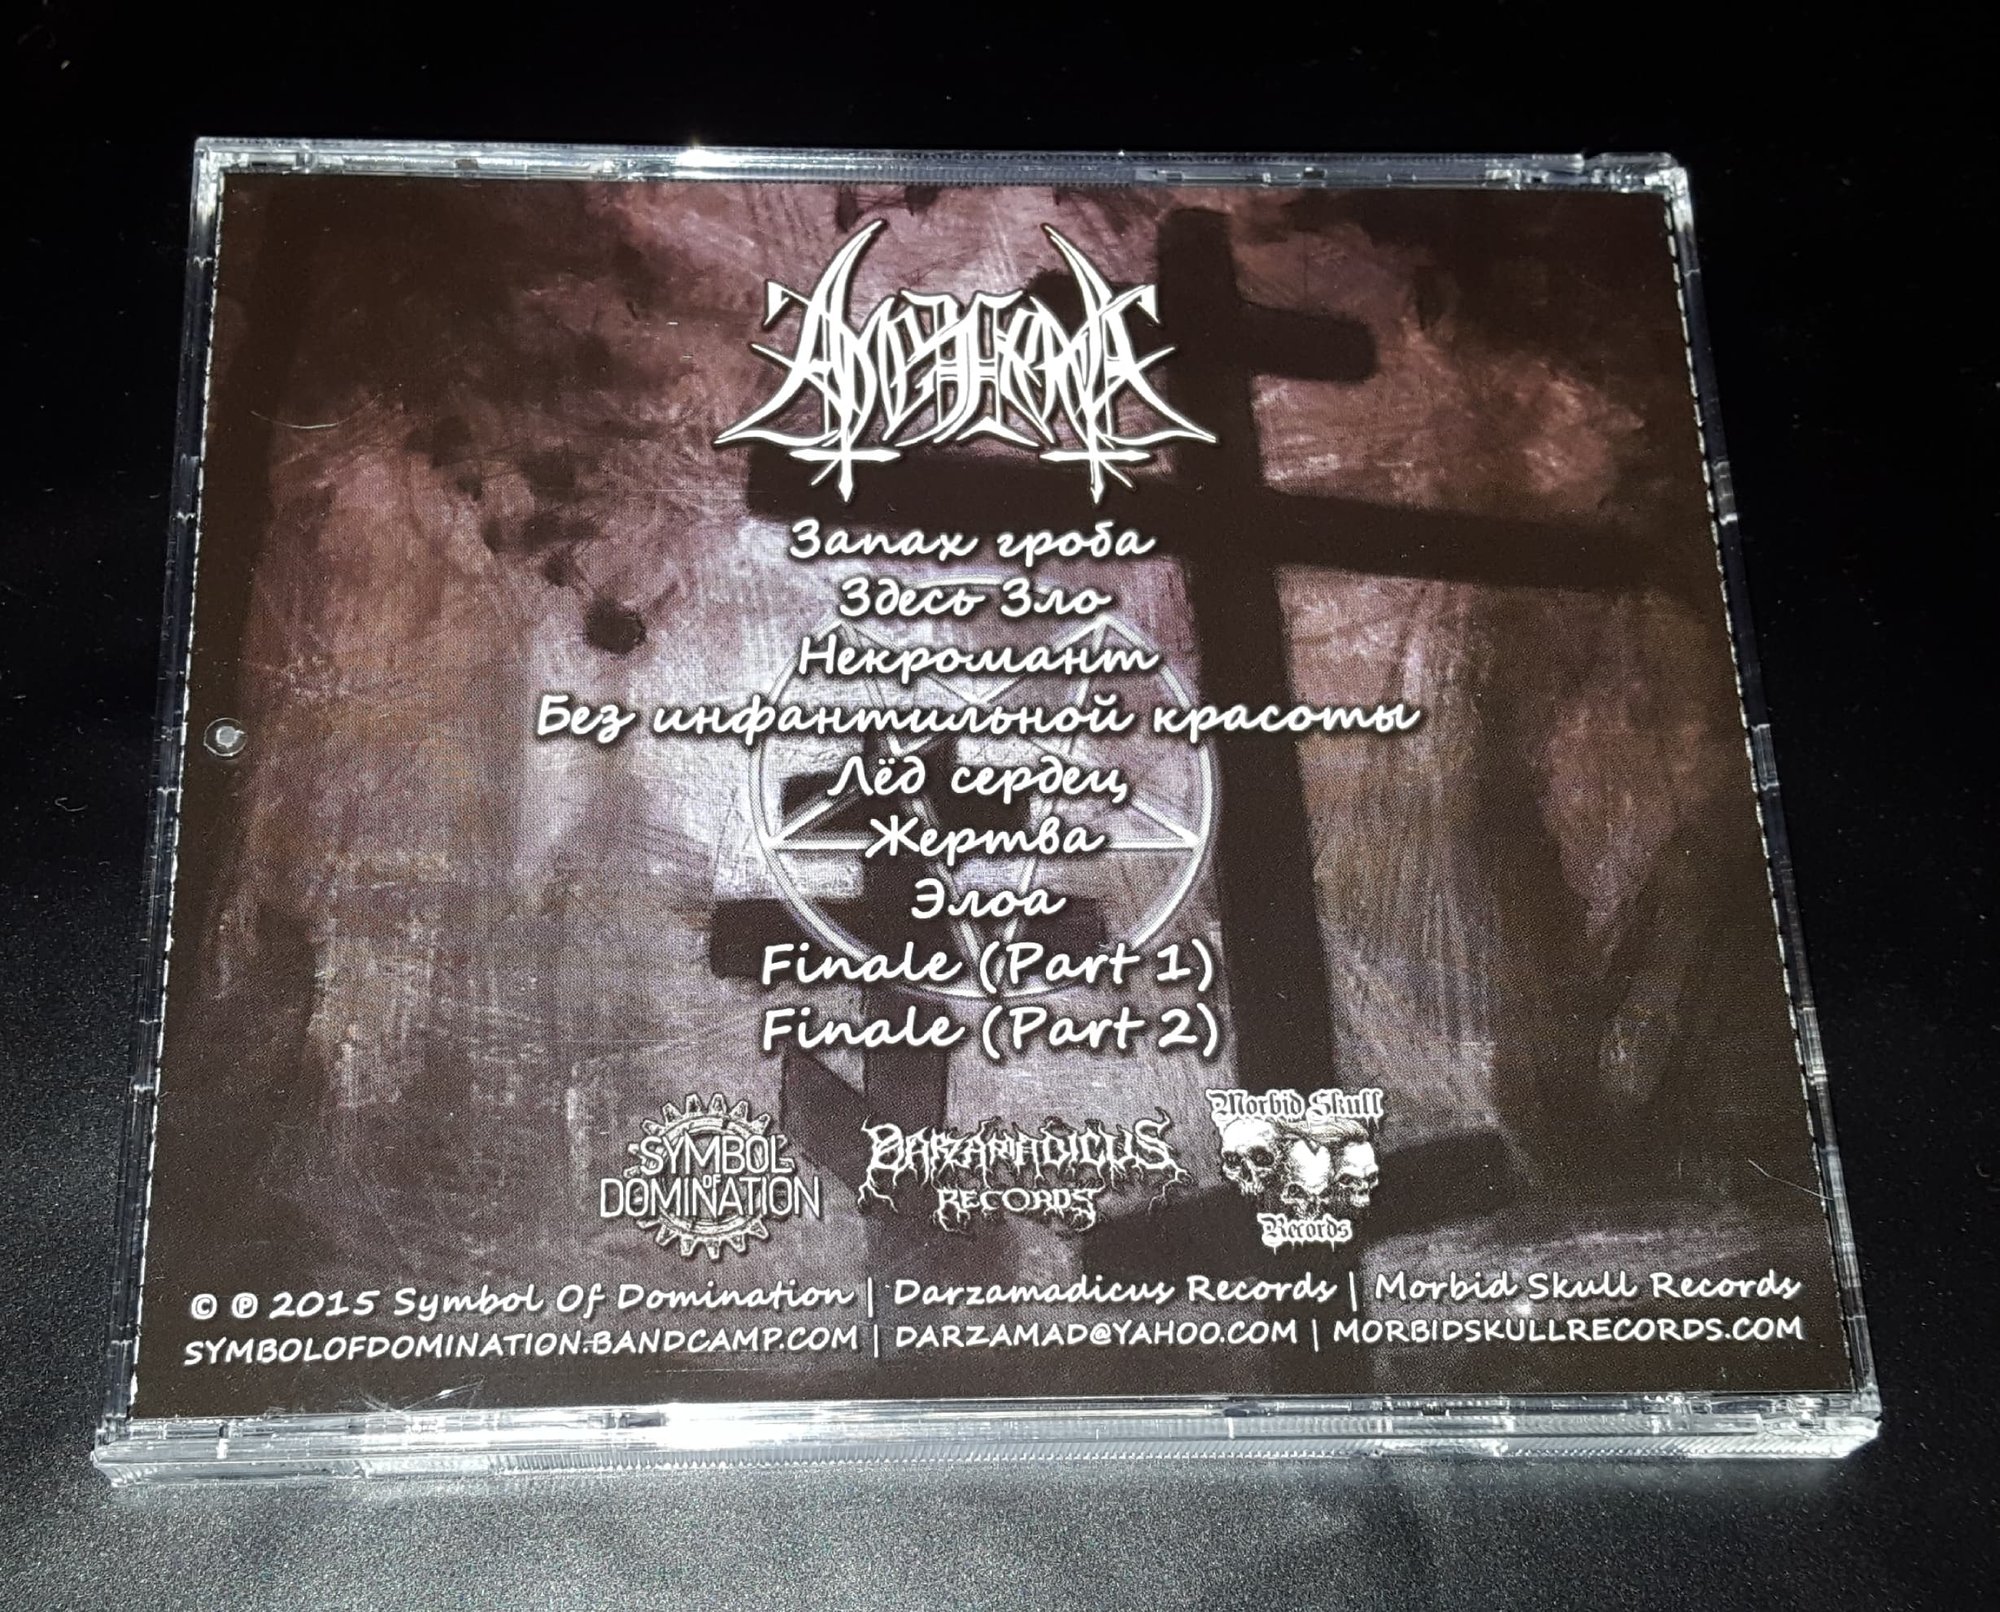 Запах гроба
Здесь Зло
Некромант
Без инфантильной красоты
Лёд сердец
Жертва
Элоа
Finale (Part 1)
Finale (Part 2)
SYMBOL
OF
DOMINATION
DARZAMADICUS
RECORDS
Morbid Skull
Records
© ℗ 2015 Symbol Of Domination | Darzamadicus Records | Morbid Skull Records
SYMBOLOFDOMINATION.BANDCAMP.COM | DARZAMAD@YAHOO.COM | MORBIDSKULLRECORDS.COM